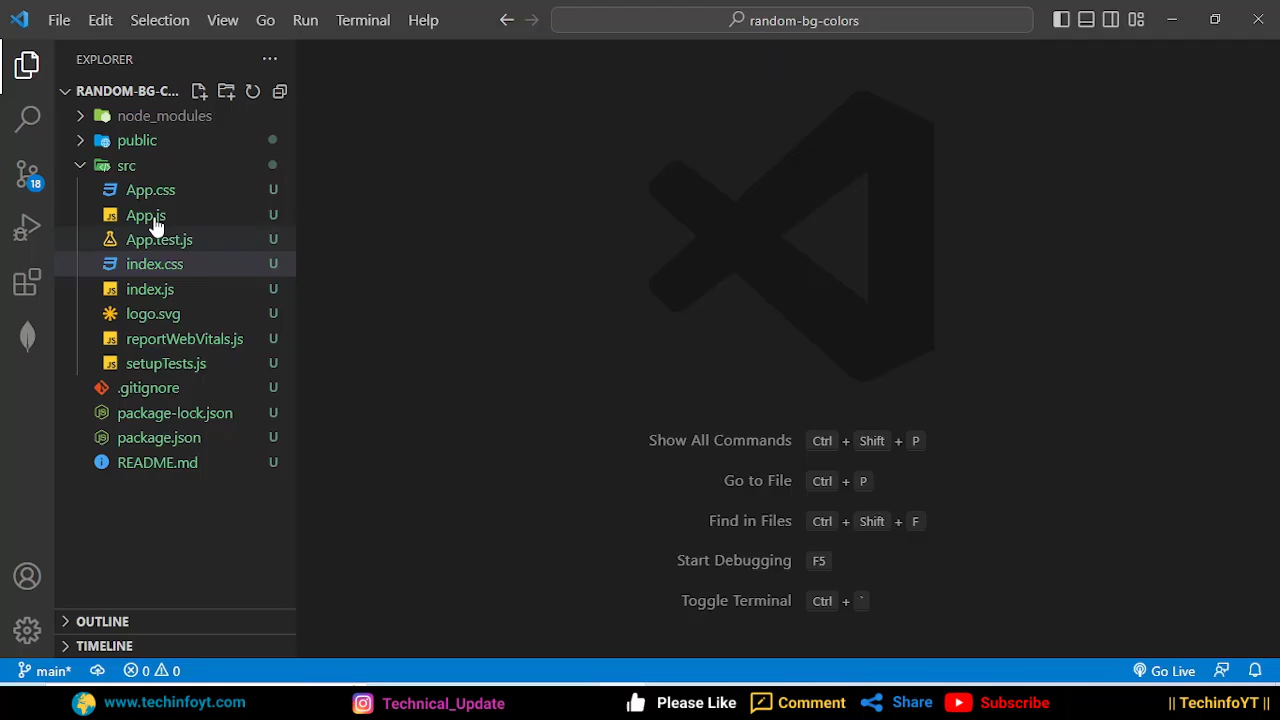 File Edit Selection View Go Run Terminal Help
random-bg-colors
EXPLORER
RANDOM-BG-C...
node_modules
public
src
App.css U
JS App.js U
App.test.js U
index.css U
JS index.js U
logo.svg U
JS reportWebVitals.js U
JS setupTests.js U
.gitignore U
package-lock.json U
package.json U
README.md U
18
Show All Commands Ctrl + Shift + P
Go to File Ctrl + P
Find in Files Ctrl + Shift + F
Start Debugging F5
Toggle Terminal Ctrl + `
OUTLINE
TIMELINE
main* 0 0 Go Live
www.techinfoyt.com Technical_Update Please Like Comment Share Subscribe || TechinfoYT ||